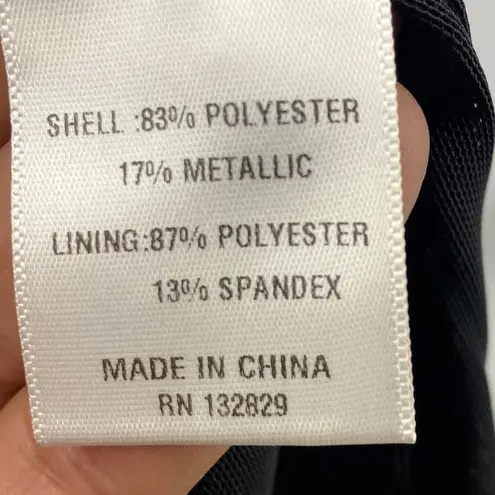 SHELL :83% POLYESTER
17% METALLIC
LINING:87% POLYESTER
13% SPANDEX
MADE IN CHINA
RN 132829